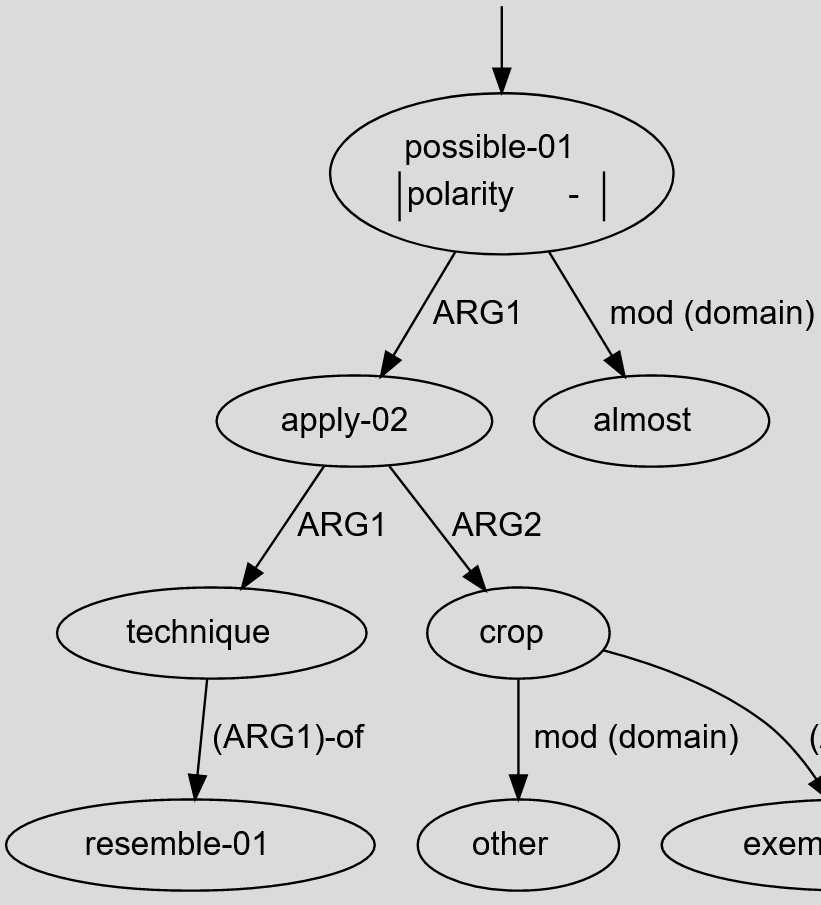 possible-01
|polarity - |
ARG1
mod (domain)
apply-02
almost
ARG1
ARG2
technique
crop
(ARG1)-of
mod (domain)
resemble-01
other